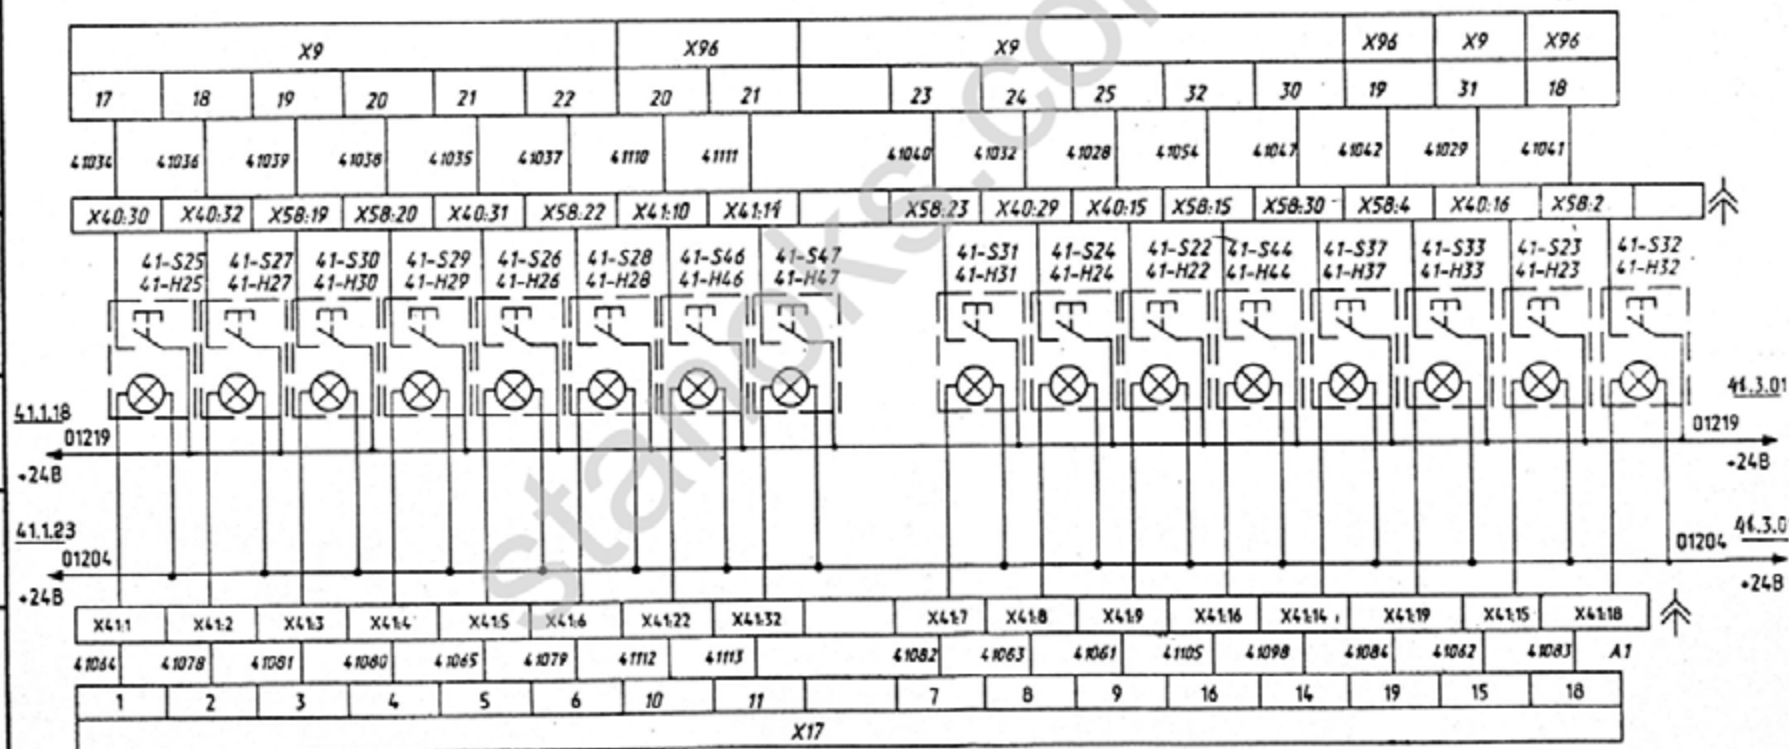 X9 X96 X9 X96 X9 X96
17 18 19 20 21 22 20 21 23 24 25 32 30 19 31 18
41034 41036 41039 41038 41035 41037 41110 41111 41040 41032 41028 41054 41047 41042 41029 41041
X40:30 X40:32 X58:19 X58:20 X40:31 X58:22 X41:10 X41:11 X58:23 X40:29 X40:15 X58:15 X58:30 X58:4 X40:16 X58:2
41-S25 41-S27 41-S30 41-S29 41-S26 41-S28 41-S46 41-S47 41-S31 41-S24 41-S22 41-S44 41-S37 41-S33 41-S23 41-S32
41-H25 41-H27 41-H30 41-H29 41-H26 41-H28 41-H46 41-H47 41-H31 41-H24 41-H22 41-H44 41-H37 41-H33 41-H23 41-H32
41.1.18 41.3.01
01219 01219
+24В +24В
41.1.23 41.3.0
01204 01204
+24В +24В
X41:1 X41:2 X41:3 X41:4 X41:5 X41:6 X41:22 X41:32 X41:7 X41:8 X41:9 X41:16 X41:14 X41:19 X41:15 X41:18
41064 41078 41081 41080 41065 41079 41112 41113 41082 41063 41061 41105 41098 41084 41062 41083 A1
1 2 3 4 5 6 10 11 7 8 9 16 14 19 15 18
X17
stanoks.co